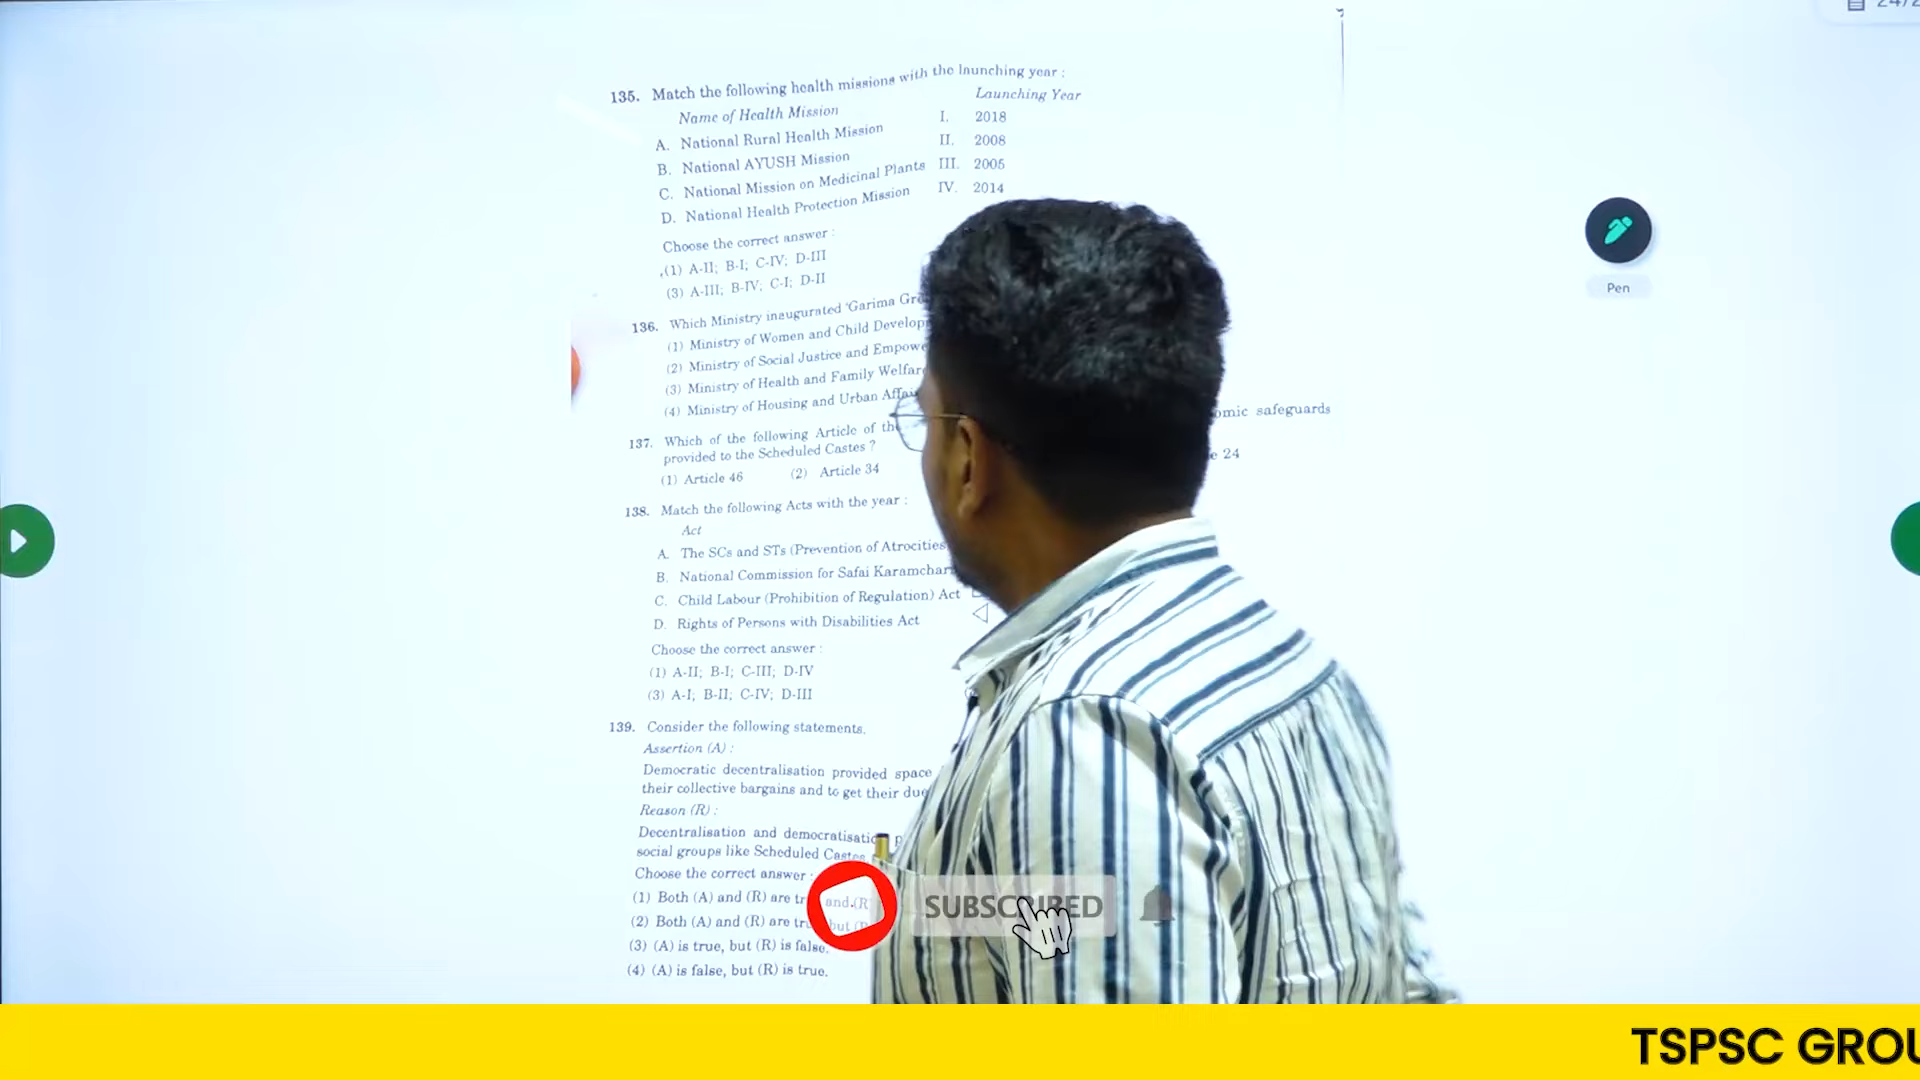 135. Match the following health missions with the launching year :
Name of Health Mission
Launching Year
A. National Rural Health Mission
I. 2018
B. National AYUSH Mission
II. 2008
C. National Mission on Medicinal Plants
III. 2005
D. National Health Protection Mission
IV. 2014
Choose the correct answer :
(1) A-II; B-I; C-IV; D-III
(3) A-III; B-IV; C-I; D-II
136. Which Ministry inaugurated 'Garima
(1) Ministry of Women and Child
(2) Ministry of Social Justice and
(3) Ministry of Health and Family
(4) Ministry of Housing and Urban
137. Which of the following Article of
safeguards
provided to the Scheduled Castes ?
(1) Article 46 (2) Article 34
24
138. Match the following Acts with the year :
Act
A. The SCs and STs (Prevention of Atrocities
B. National Commission for Safai
C. Child Labour (Prohibition of Regulation) Act
D. Rights of Persons with Disabilities Act
Choose the correct answer :
(1) A-II; B-I; C-III; D-IV
(3) A-I; B-II; C-IV; D-III
139. Consider the following statements.
Assertion (A) :
Democratic decentralisation provided space
their collective bargains and to get their
Reason (R) :
Decentralisation and
social groups like Scheduled Castes
Choose the correct answer :
(1) Both (A) and (R) are and (R
(2) Both (A) and (R) are but
(3) (A) is true, but (R) is false.
(4) (A) is false, but (R) is true.
Pen
SUBSCRIBED
TSPSC